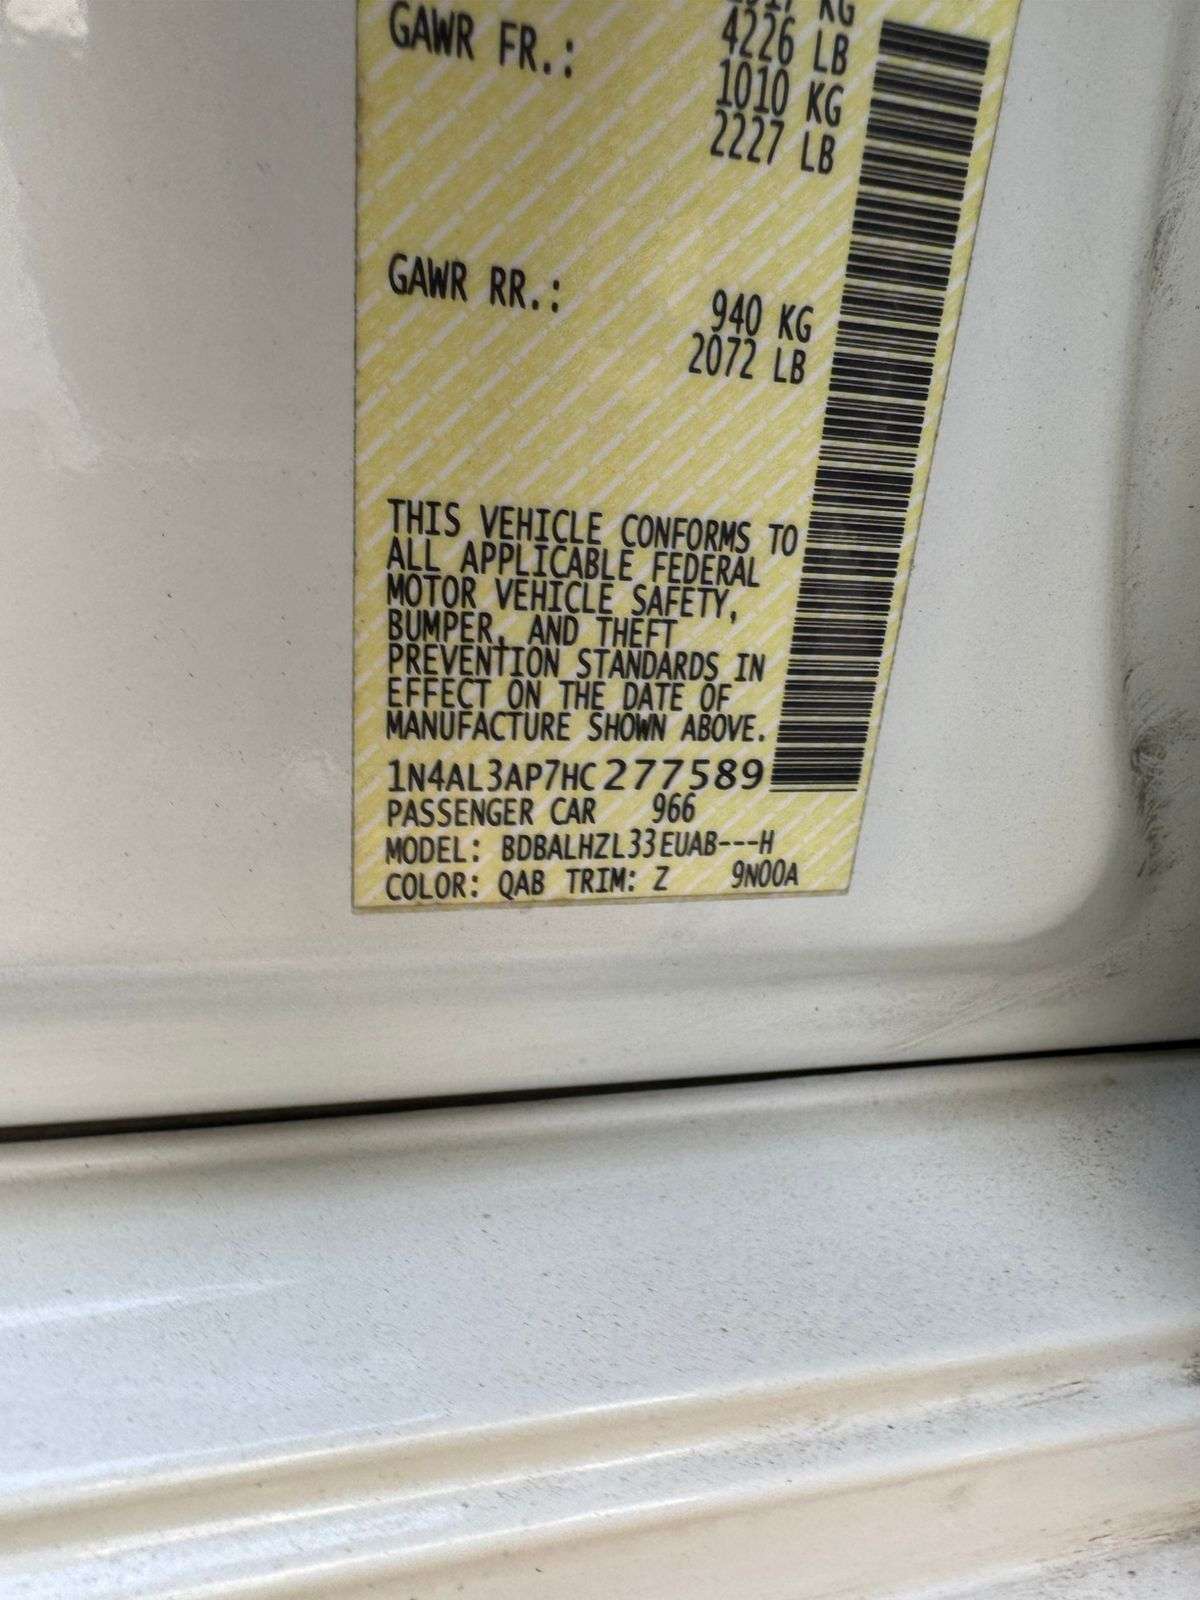 KG
GAWR FR.: 4226 LB
1010 KG
2227 LB
GAWR RR.: 940 KG
2072 LB
THIS VEHICLE CONFORMS TO
ALL APPLICABLE FEDERAL
MOTOR VEHICLE SAFETY,
BUMPER, AND THEFT
PREVENTION STANDARDS IN
EFFECT ON THE DATE OF
MANUFACTURE SHOWN ABOVE.
1N4AL3AP7HC277589
PASSENGER CAR 966
MODEL: BDBALHZL33EUAB---H
COLOR: QAB TRIM: Z 9N00A